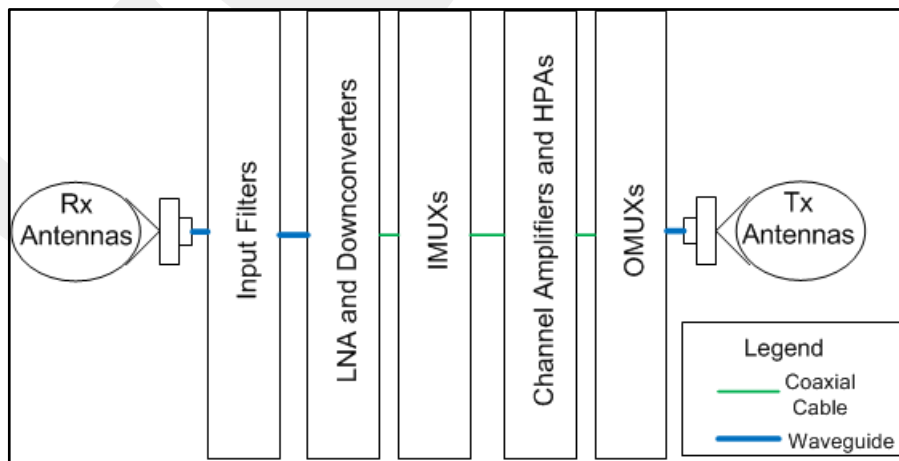 Rx
Antennas
Input Filters
LNA and Downconverters
IMUXs
Channel Amplifiers and HPAs
OMUXs
Tx
Antennas
Legend
Coaxial
Cable
Waveguide